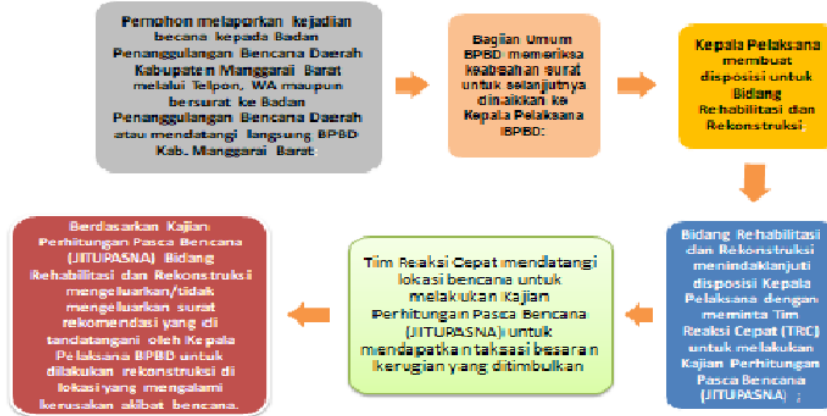 Pemohon melaporkan kejadian
becana kepada Badan
Penanggulangan Bencana Daerah
Kabupaten Manggarai Barat
melalui Telpon, WA maupun
bersurat ke Badan
Penanggulangan Bencana Daerah
atau mendatangi langsung BPBD
Kab. Manggarai Barat;
Bagian Umum
BPBD memeriksa
keabsahan surat
untuk selanjutnya
dinaikkan ke
Kepala Pelaksana
BPBD;
Kepala Pelaksana
membuat
disposisi untuk
Bidang
Rehabilitasi dan
Rekonstruksi;
Bidang Rehabilitasi
dan Rekonstruksi
menindaklanjuti
disposisi Kepala
Pelaksana dengan
meminta Tim
Reaksi Cepat (TRC)
untuk melakukan
Kajian Perhitungan
Pasca Bencana
(JITUPASNA) ;
Tim Reaksi Cepat mendatangi
lokasi bencana untuk
melakukan Kajian
Perhitungan Pasca Bencana
(JITUPASNA) untuk
mendapatkan taksasi besaran
kerugian yang ditimbulkan
Berdasarkan Kajian
Perhitungan Pasca Bencana
(JITUPASNA) Bidang
Rehabilitasi dan Rekonstruksi
mengeluarkan/tidak
mengeluarkan surat
rekomendasi yang di
tandatangani oleh Kepala
Pelaksana BPBD untuk
dilakukan rekonstruksi di
lokasi yang mengalami
kerusakan akibat bencana.